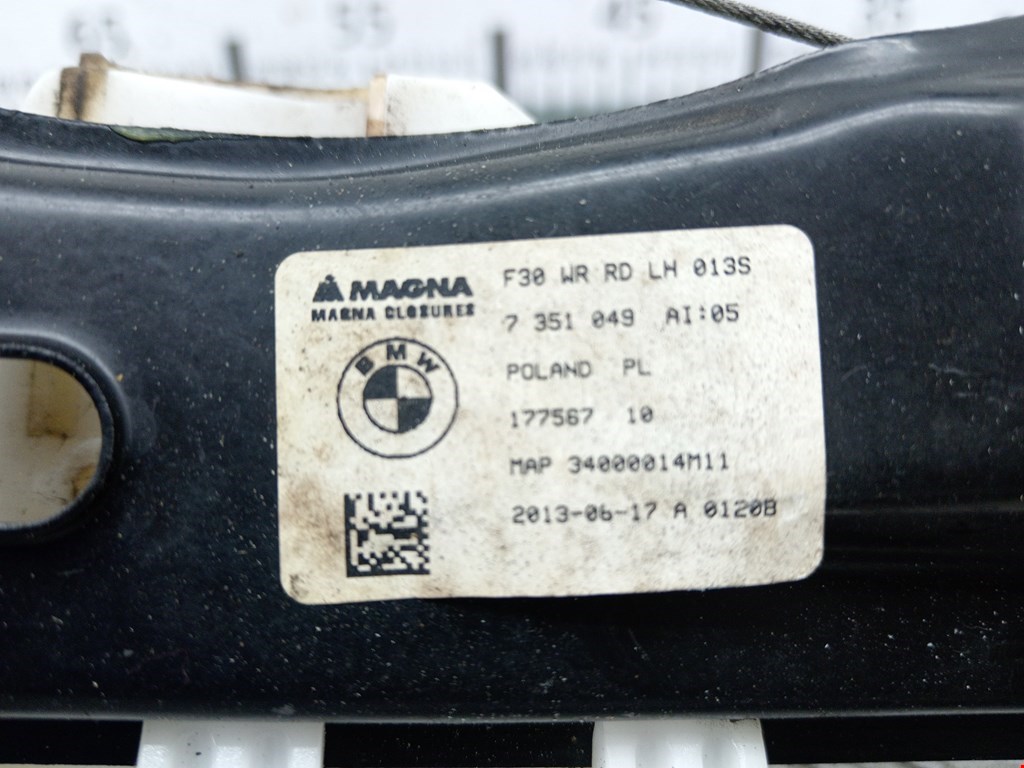 MAGNA
MAGNA CLOSURES
BMW
F30 WR RD LH 013S
7 351 049 AI:05
POLAND PL
177567 10
MAP 34000014M11
2013-06-17 A 0120B